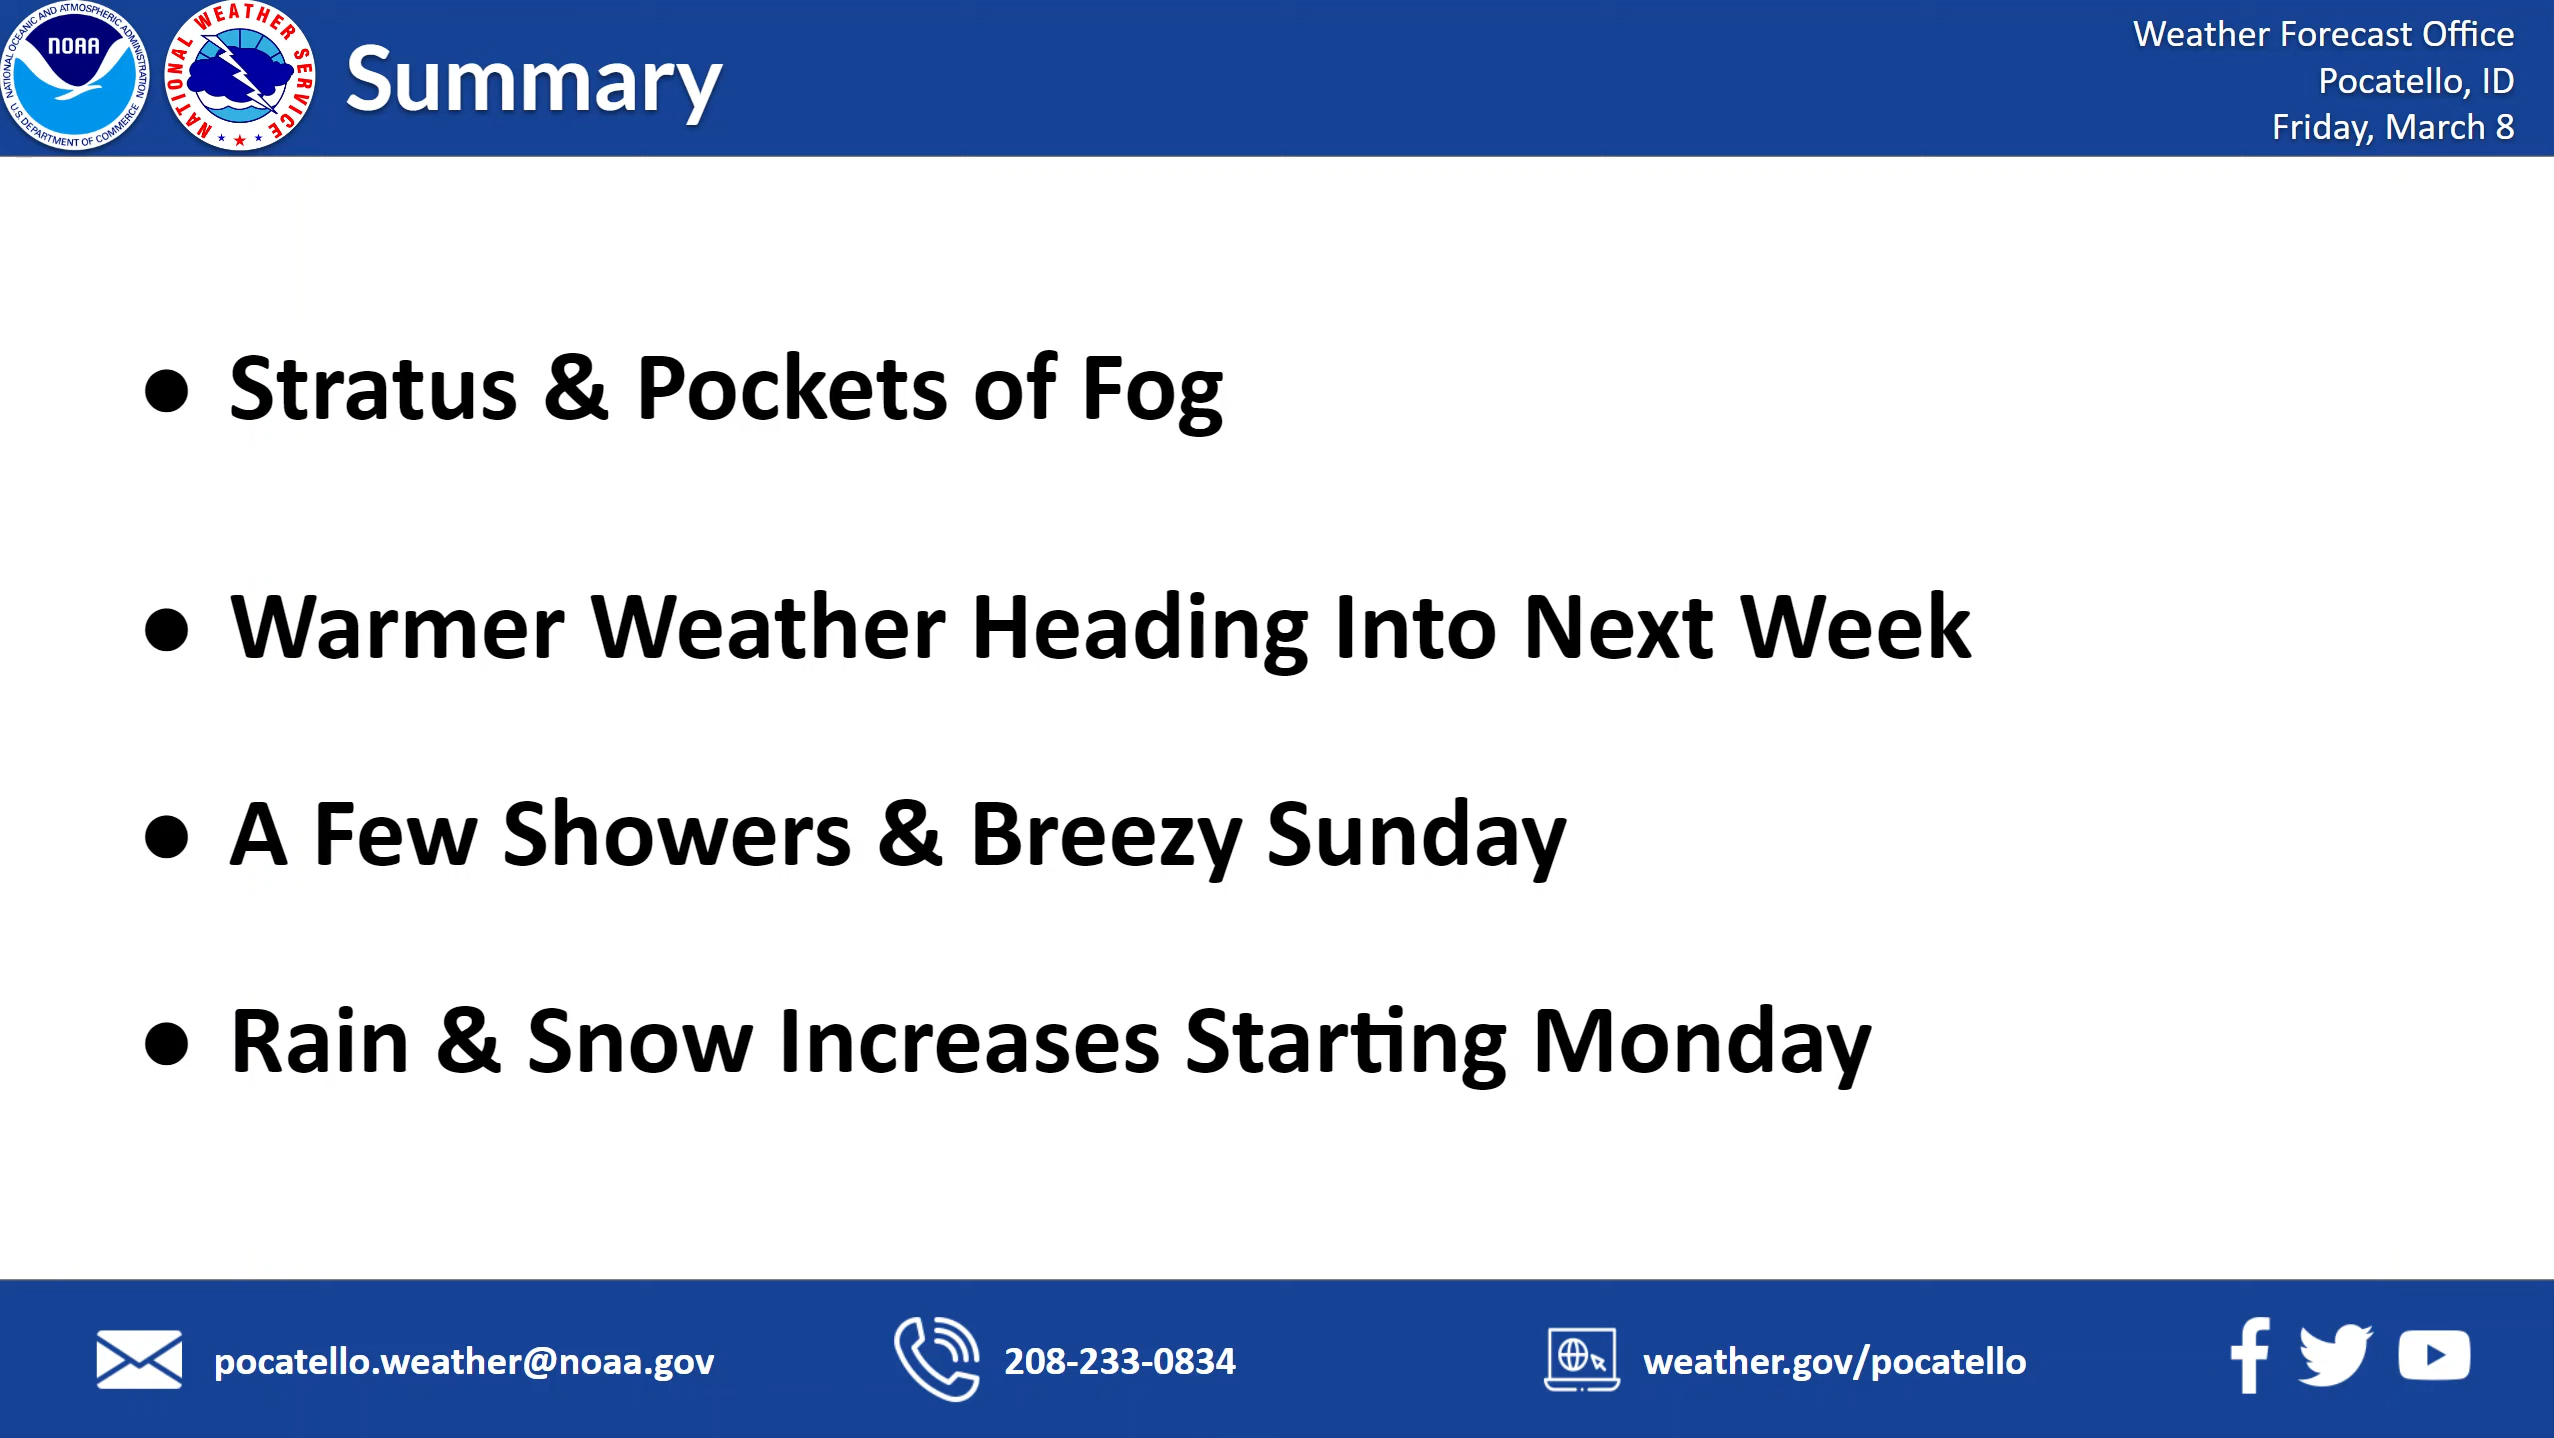 NATIONAL OCEANIC AND ATMOSPHERIC ADMINISTRATION
U.S. DEPARTMENT OF COMMERCE
NOAA
NATIONAL WEATHER SERVICE
Summary
Weather Forecast Office
Pocatello, ID
Friday, March 8
● Stratus & Pockets of Fog
● Warmer Weather Heading Into Next Week
● A Few Showers & Breezy Sunday
● Rain & Snow Increases Starting Monday
pocatello.weather@noaa.gov
208-233-0834
weather.gov/pocatello